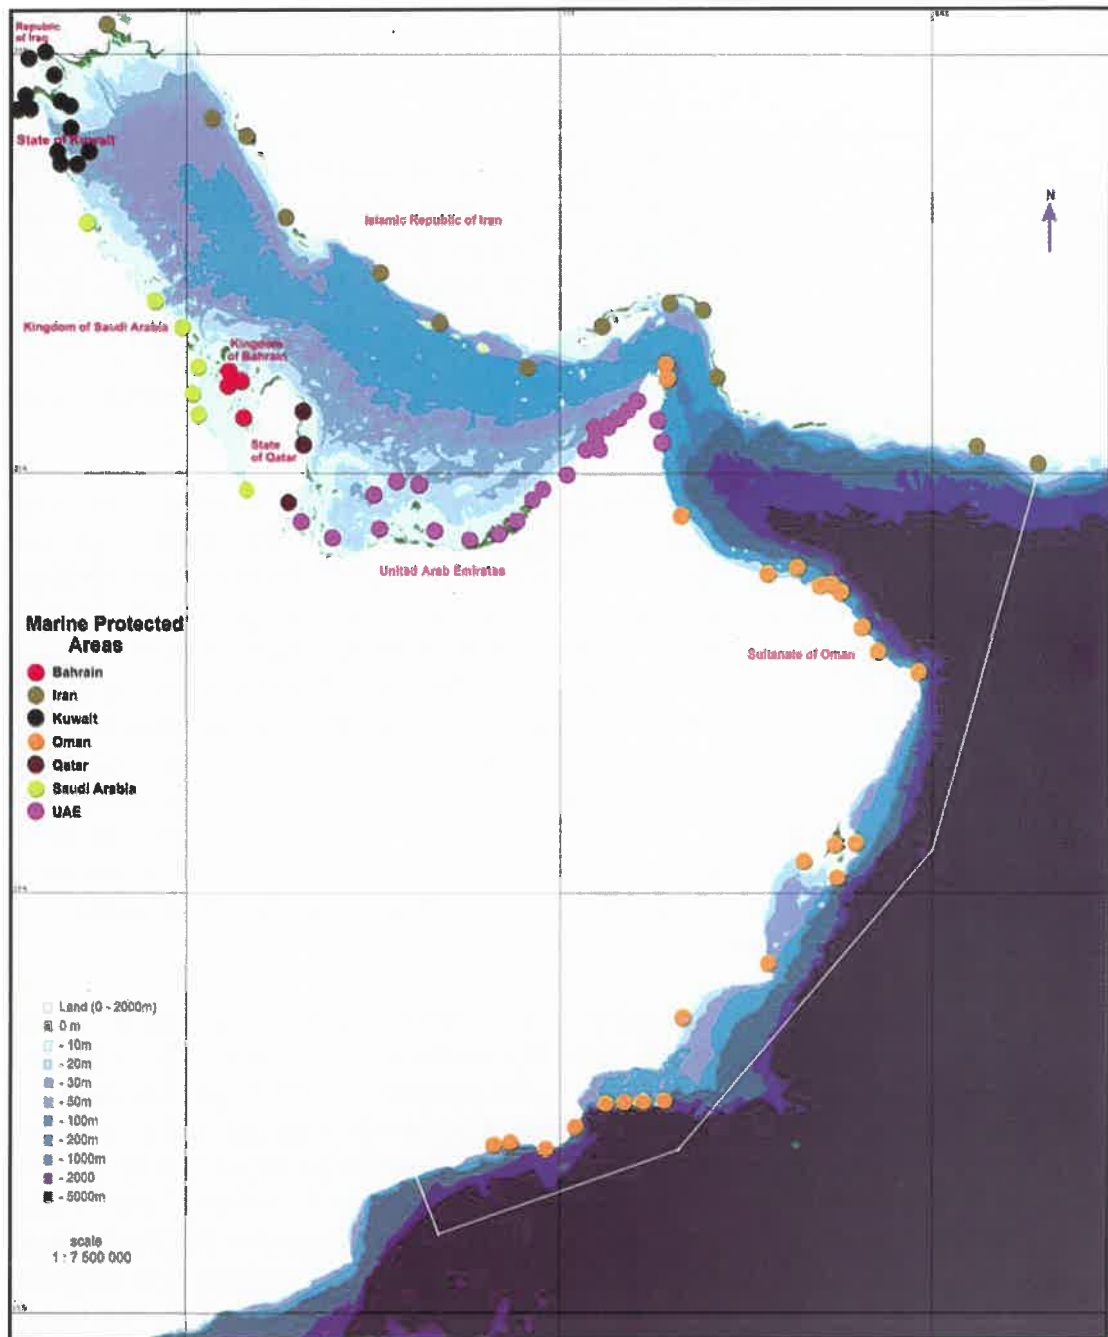 Republic
of Iraq
N
State of Kuwait
Islamic Republic of Iran
Kingdom of Saudi Arabia
Kingdom
of Bahrain
State
of Qatar
United Arab Emirates
Sultanate of Oman
Marine Protected
Areas
Bahrain
Iran
Kuwait
Oman
Qatar
Saudi Arabia
UAE
Land (0 - 2000m)
0 m
- 10m
- 20m
- 30m
- 50m
- 100m
- 200m
- 1000m
- 2000
- 5000m
scale
1 : 7 500 000